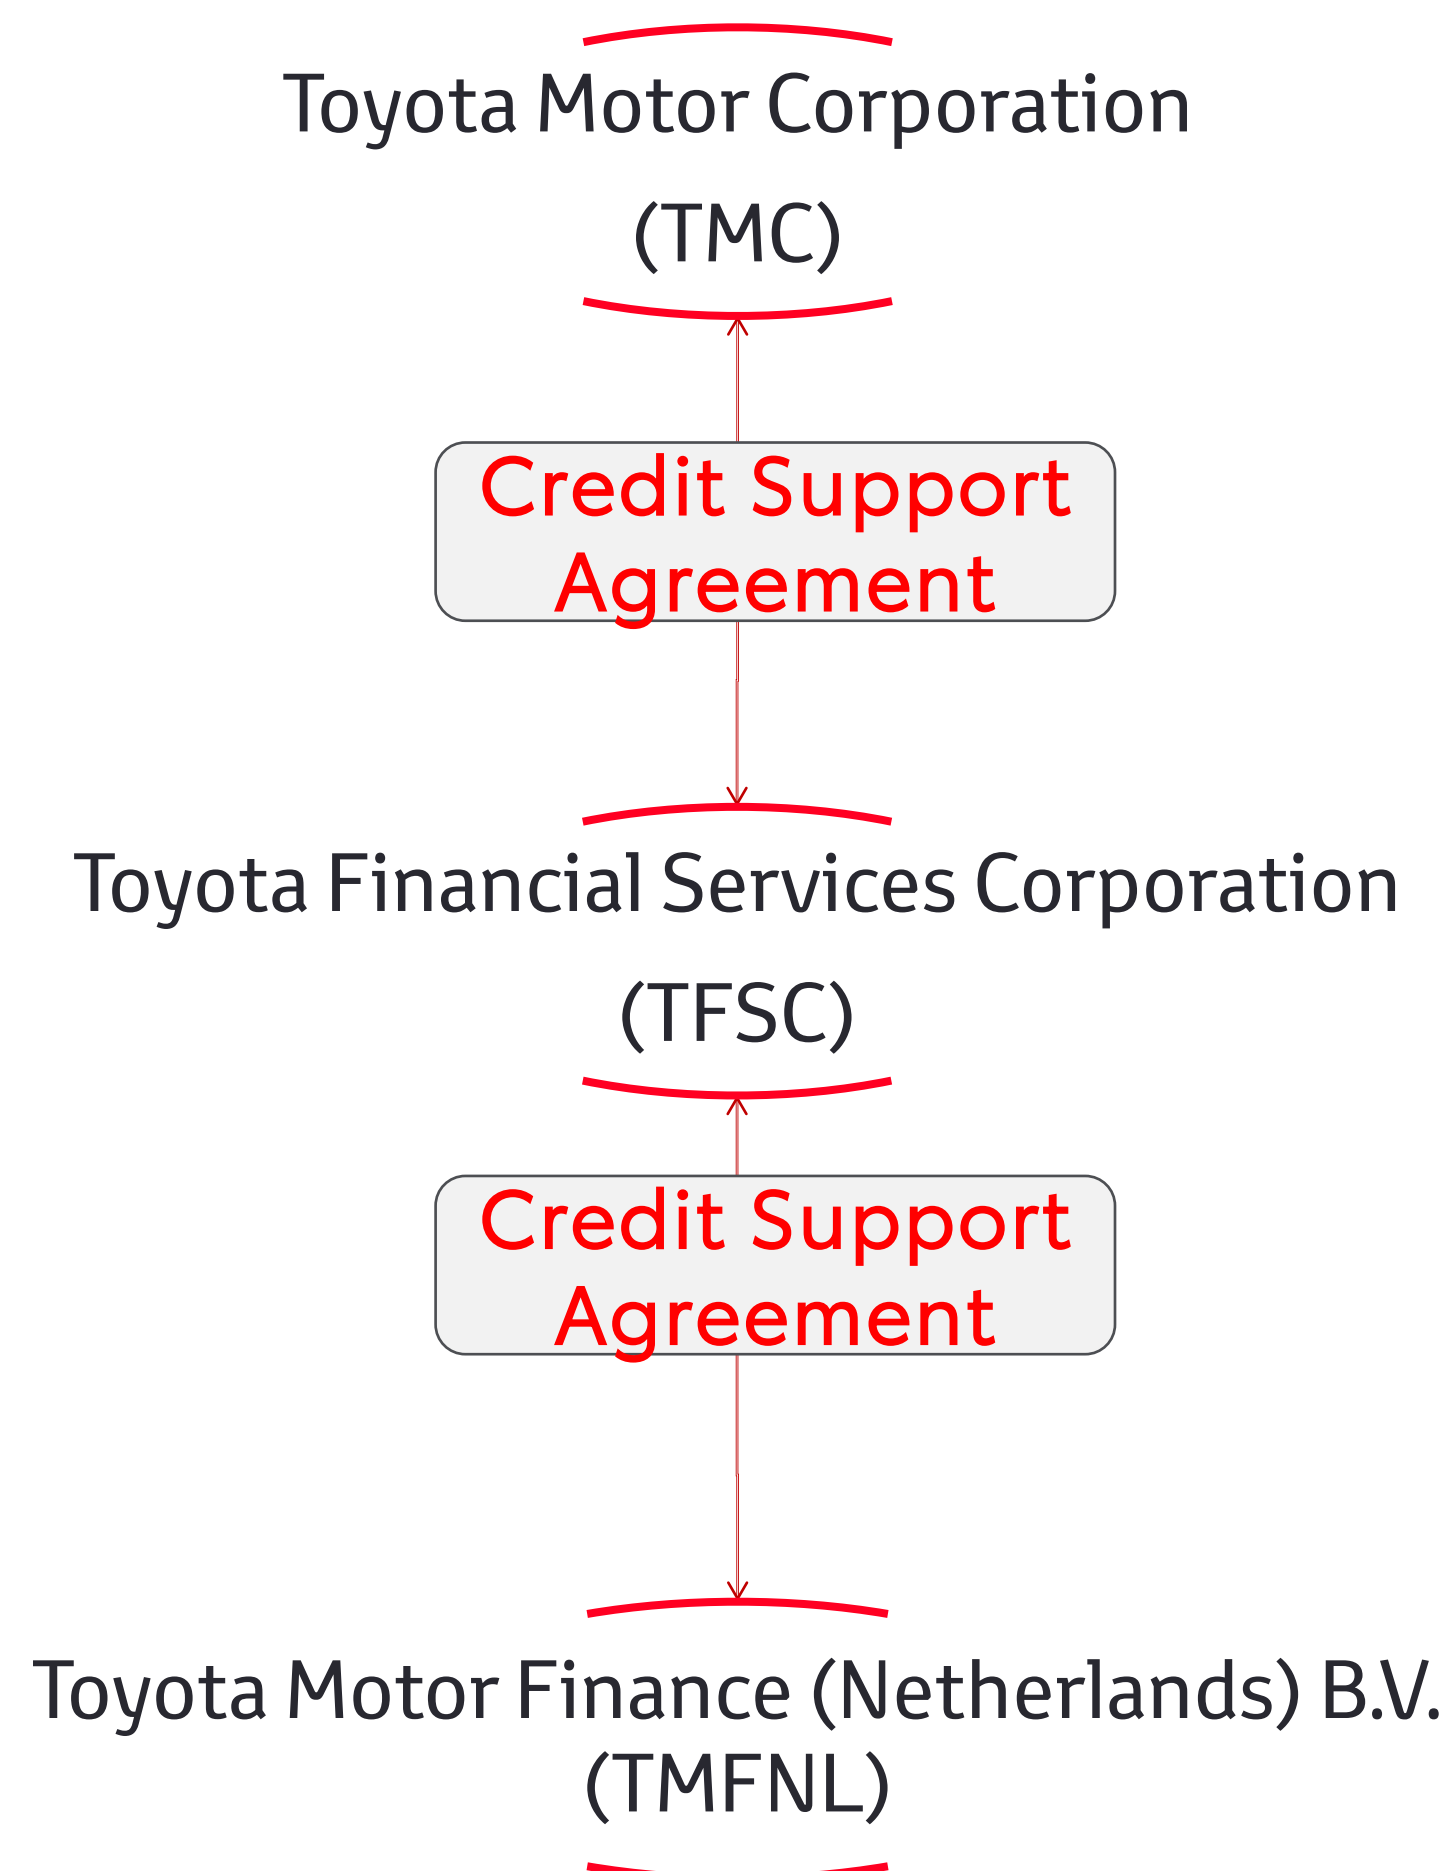 Toyota Motor Corporation
(TMC)
Credit Support
Agreement
Toyota Financial Services Corporation
(TFSC)
Credit Support
Agreement
Toyota Motor Finance (Netherlands) B.V.
(TMFNL)